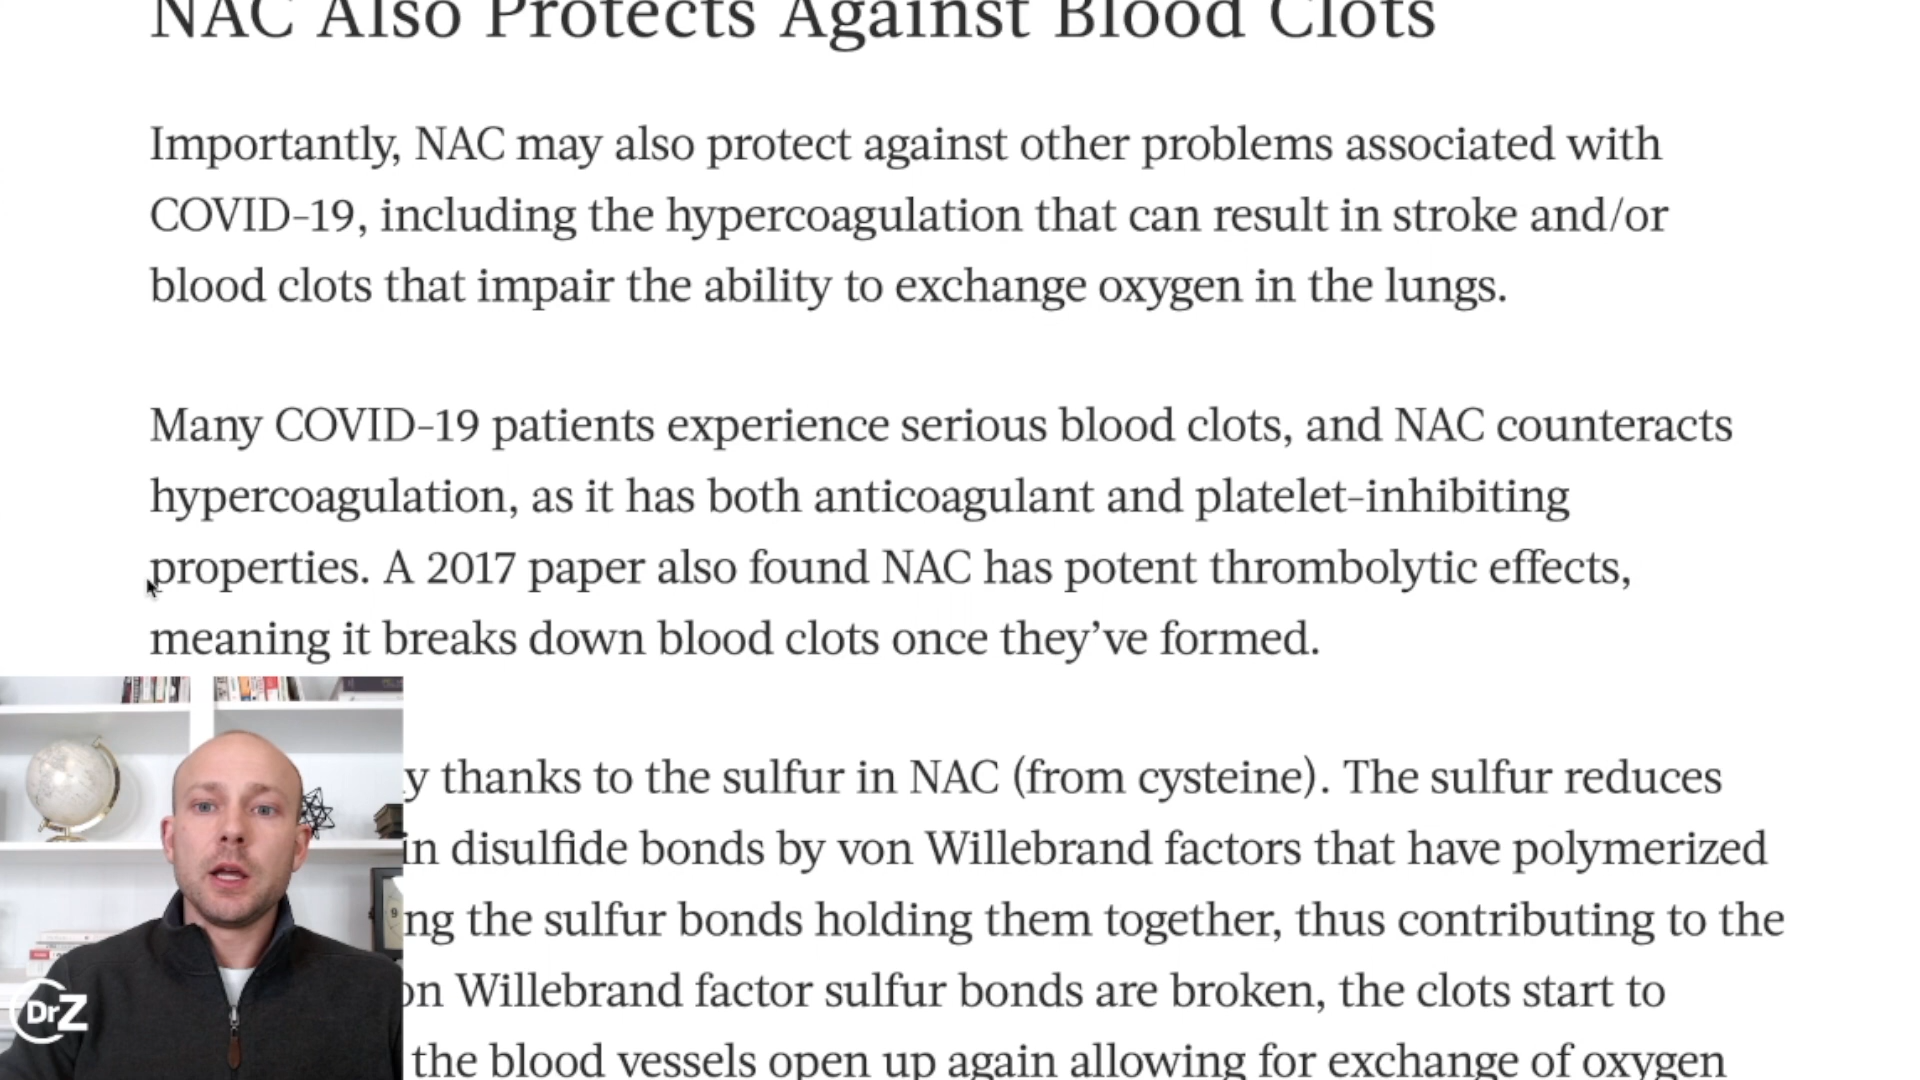 NAC Also Protects Against Blood Clots
Importantly, NAC may also protect against other problems associated with
COVID-19, including the hypercoagulation that can result in stroke and/or
blood clots that impair the ability to exchange oxygen in the lungs.
Many COVID-19 patients experience serious blood clots, and NAC counteracts
hypercoagulation, as it has both anticoagulant and platelet-inhibiting
properties. A 2017 paper also found NAC has potent thrombolytic effects,
meaning it breaks down blood clots once they’ve formed.
y thanks to the sulfur in NAC (from cysteine). The sulfur reduces
in disulfide bonds by von Willebrand factors that have polymerized
ng the sulfur bonds holding them together, thus contributing to the
on Willebrand factor sulfur bonds are broken, the clots start to
the blood vessels open up again allowing for exchange of oxygen
DrZ
9